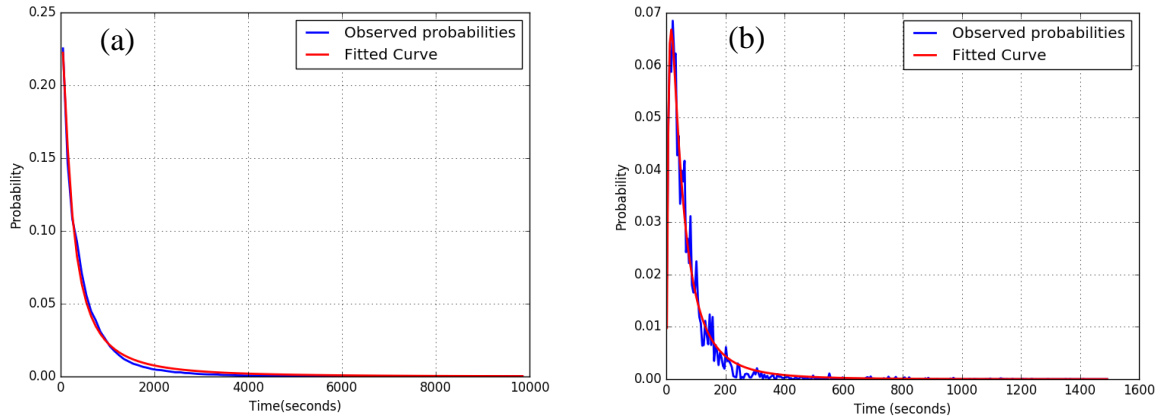 (a)
Observed probabilities
Fitted Curve
Probability
0.25
0.20
0.15
0.10
0.05
0.00
0 2000 4000 6000 8000 10000
Time(seconds)
(b)
Observed probabilities
Fitted Curve
Probability
0.07
0.06
0.05
0.04
0.03
0.02
0.01
0.00
0 200 400 600 800 1000 1200 1400 1600
Time (seconds)